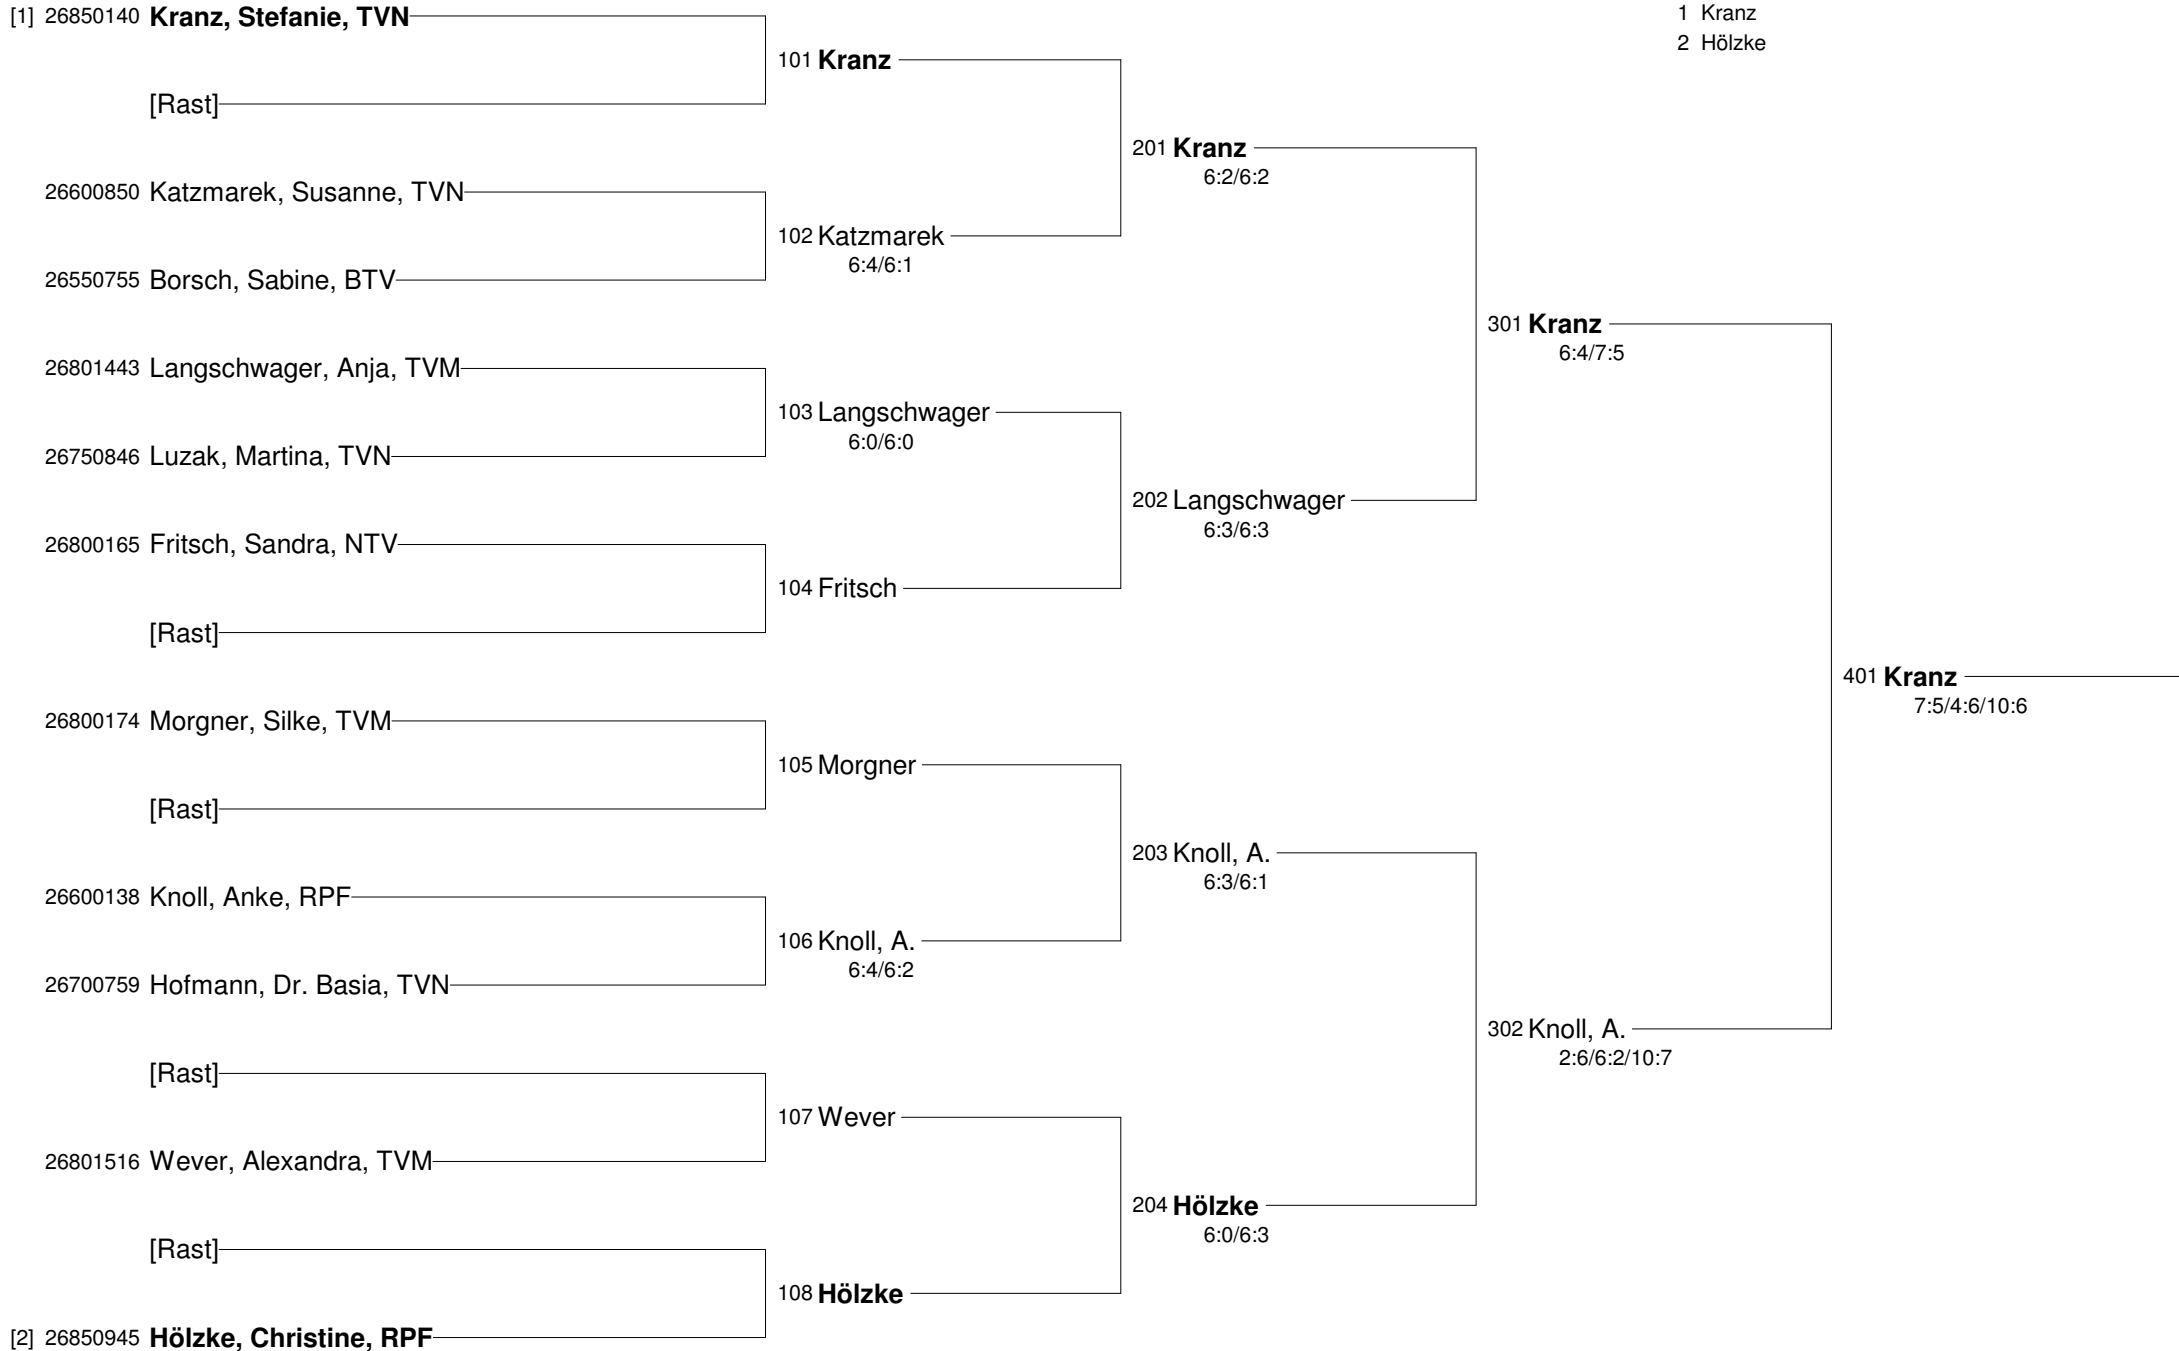 [1] 26850140 Kranz, Stefanie, TVN
[Rast]
26600850 Katzmarek, Susanne, TVN
26550755 Borsch, Sabine, BTV
26801443 Langschwager, Anja, TVM
26750846 Luzak, Martina, TVN
26800165 Fritsch, Sandra, NTV
[Rast]
26800174 Morgner, Silke, TVM
[Rast]
26600138 Knoll, Anke, RPF
26700759 Hofmann, Dr. Basia, TVN
[Rast]
26801516 Wever, Alexandra, TVM
[Rast]
[2] 26850945 Hölzke, Christine, RPF
101 Kranz
102 Katzmarek
6:4/6:1
103 Langschwager
6:0/6:0
104 Fritsch
105 Morgner
106 Knoll, A.
6:4/6:2
107 Wever
108 Hölzke
201 Kranz
6:2/6:2
202 Langschwager
6:3/6:3
203 Knoll, A.
6:3/6:1
204 Hölzke
6:0/6:3
301 Kranz
6:4/7:5
302 Knoll, A.
2:6/6:2/10:7
401 Kranz
7:5/4:6/10:6
1 Kranz
2 Hölzke